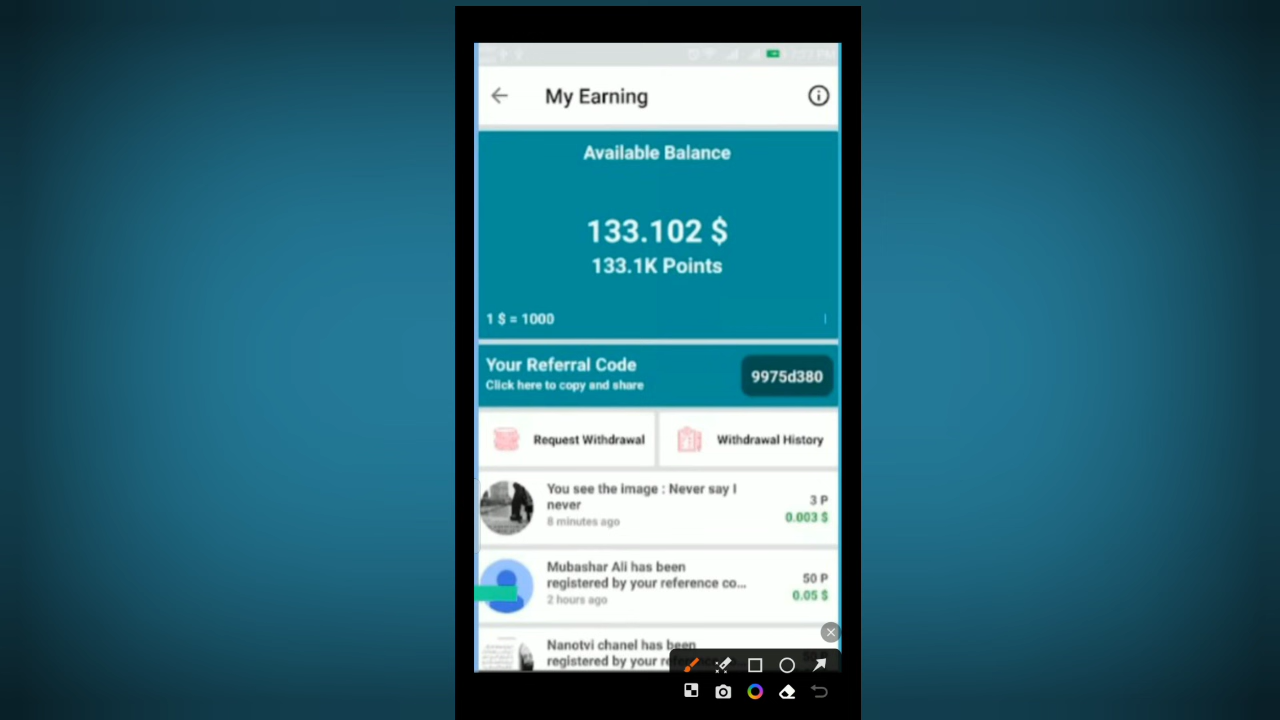 My Earning
Available Balance
133.102 $
133.1K Points
1 $ = 1000
Your Referral Code
Click here to copy and share
9975d380
Request Withdrawal
Withdrawal History
You see the image : Never say I
never
8 minutes ago
3 P
0.003 $
Mubashar Ali has been
registered by your reference co...
2 hours ago
50 P
0.05 $
Nanotvi chanel has been
registered by your